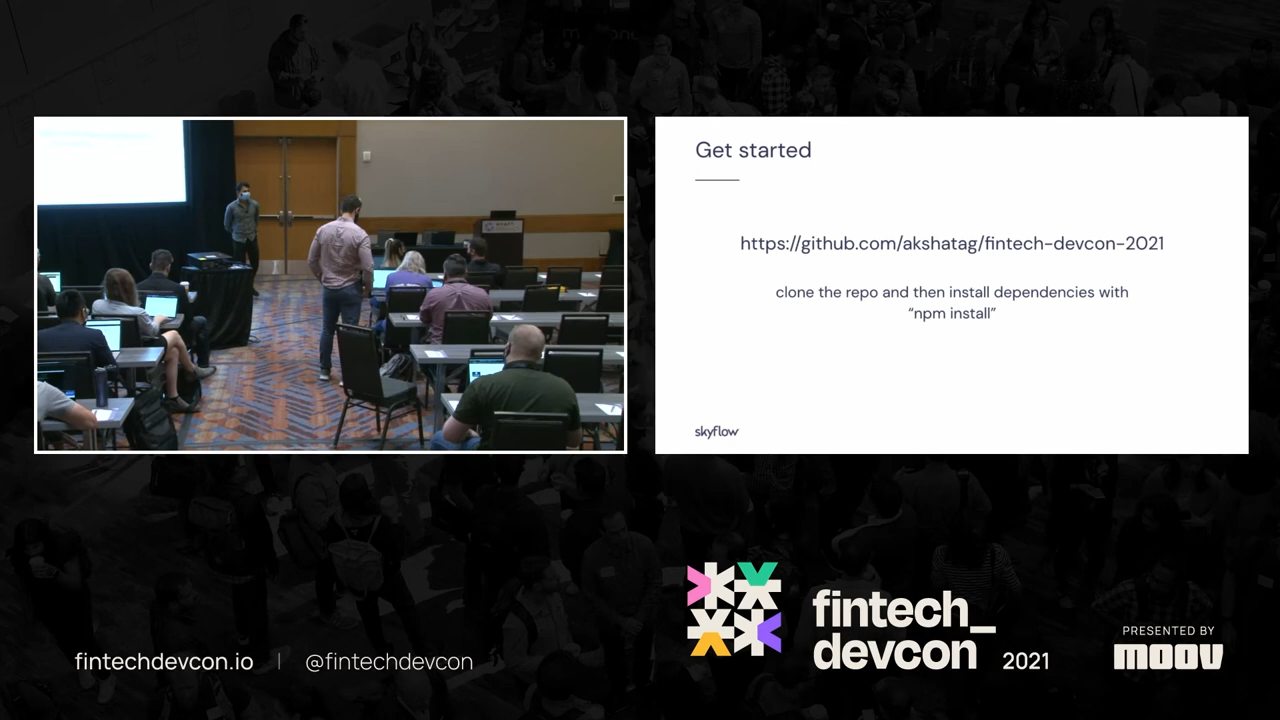 Get started
https://github.com/akshatag/fintech-devcon-2021
clone the repo and then install dependencies with
“npm install”
skyflow
fintechdevcon.io | @fintechdevcon
fintech_
devcon 2021
PRESENTED BY
moov